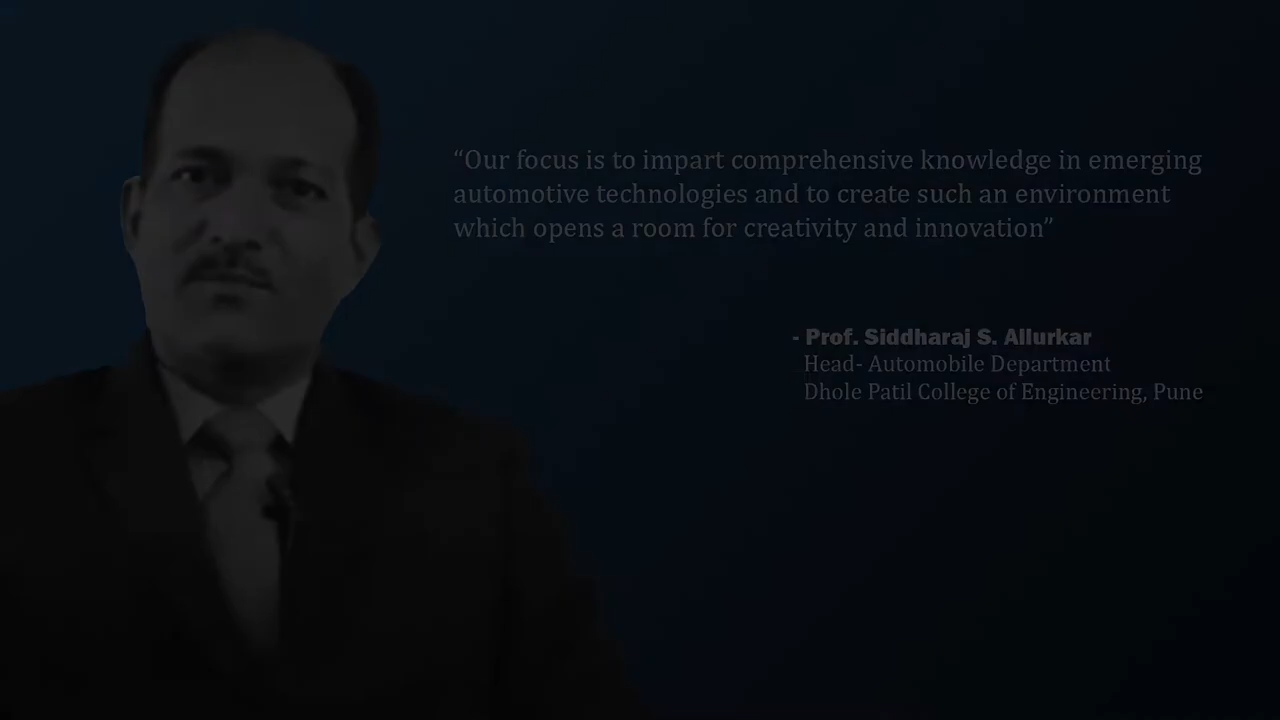 “Our focus is to impart comprehensive knowledge in emerging
automotive technologies and to create such an environment
which opens a room for creativity and innovation”
- Prof. Siddharaj S. Allurkar
Head- Automobile Department
Dhole Patil College of Engineering, Pune